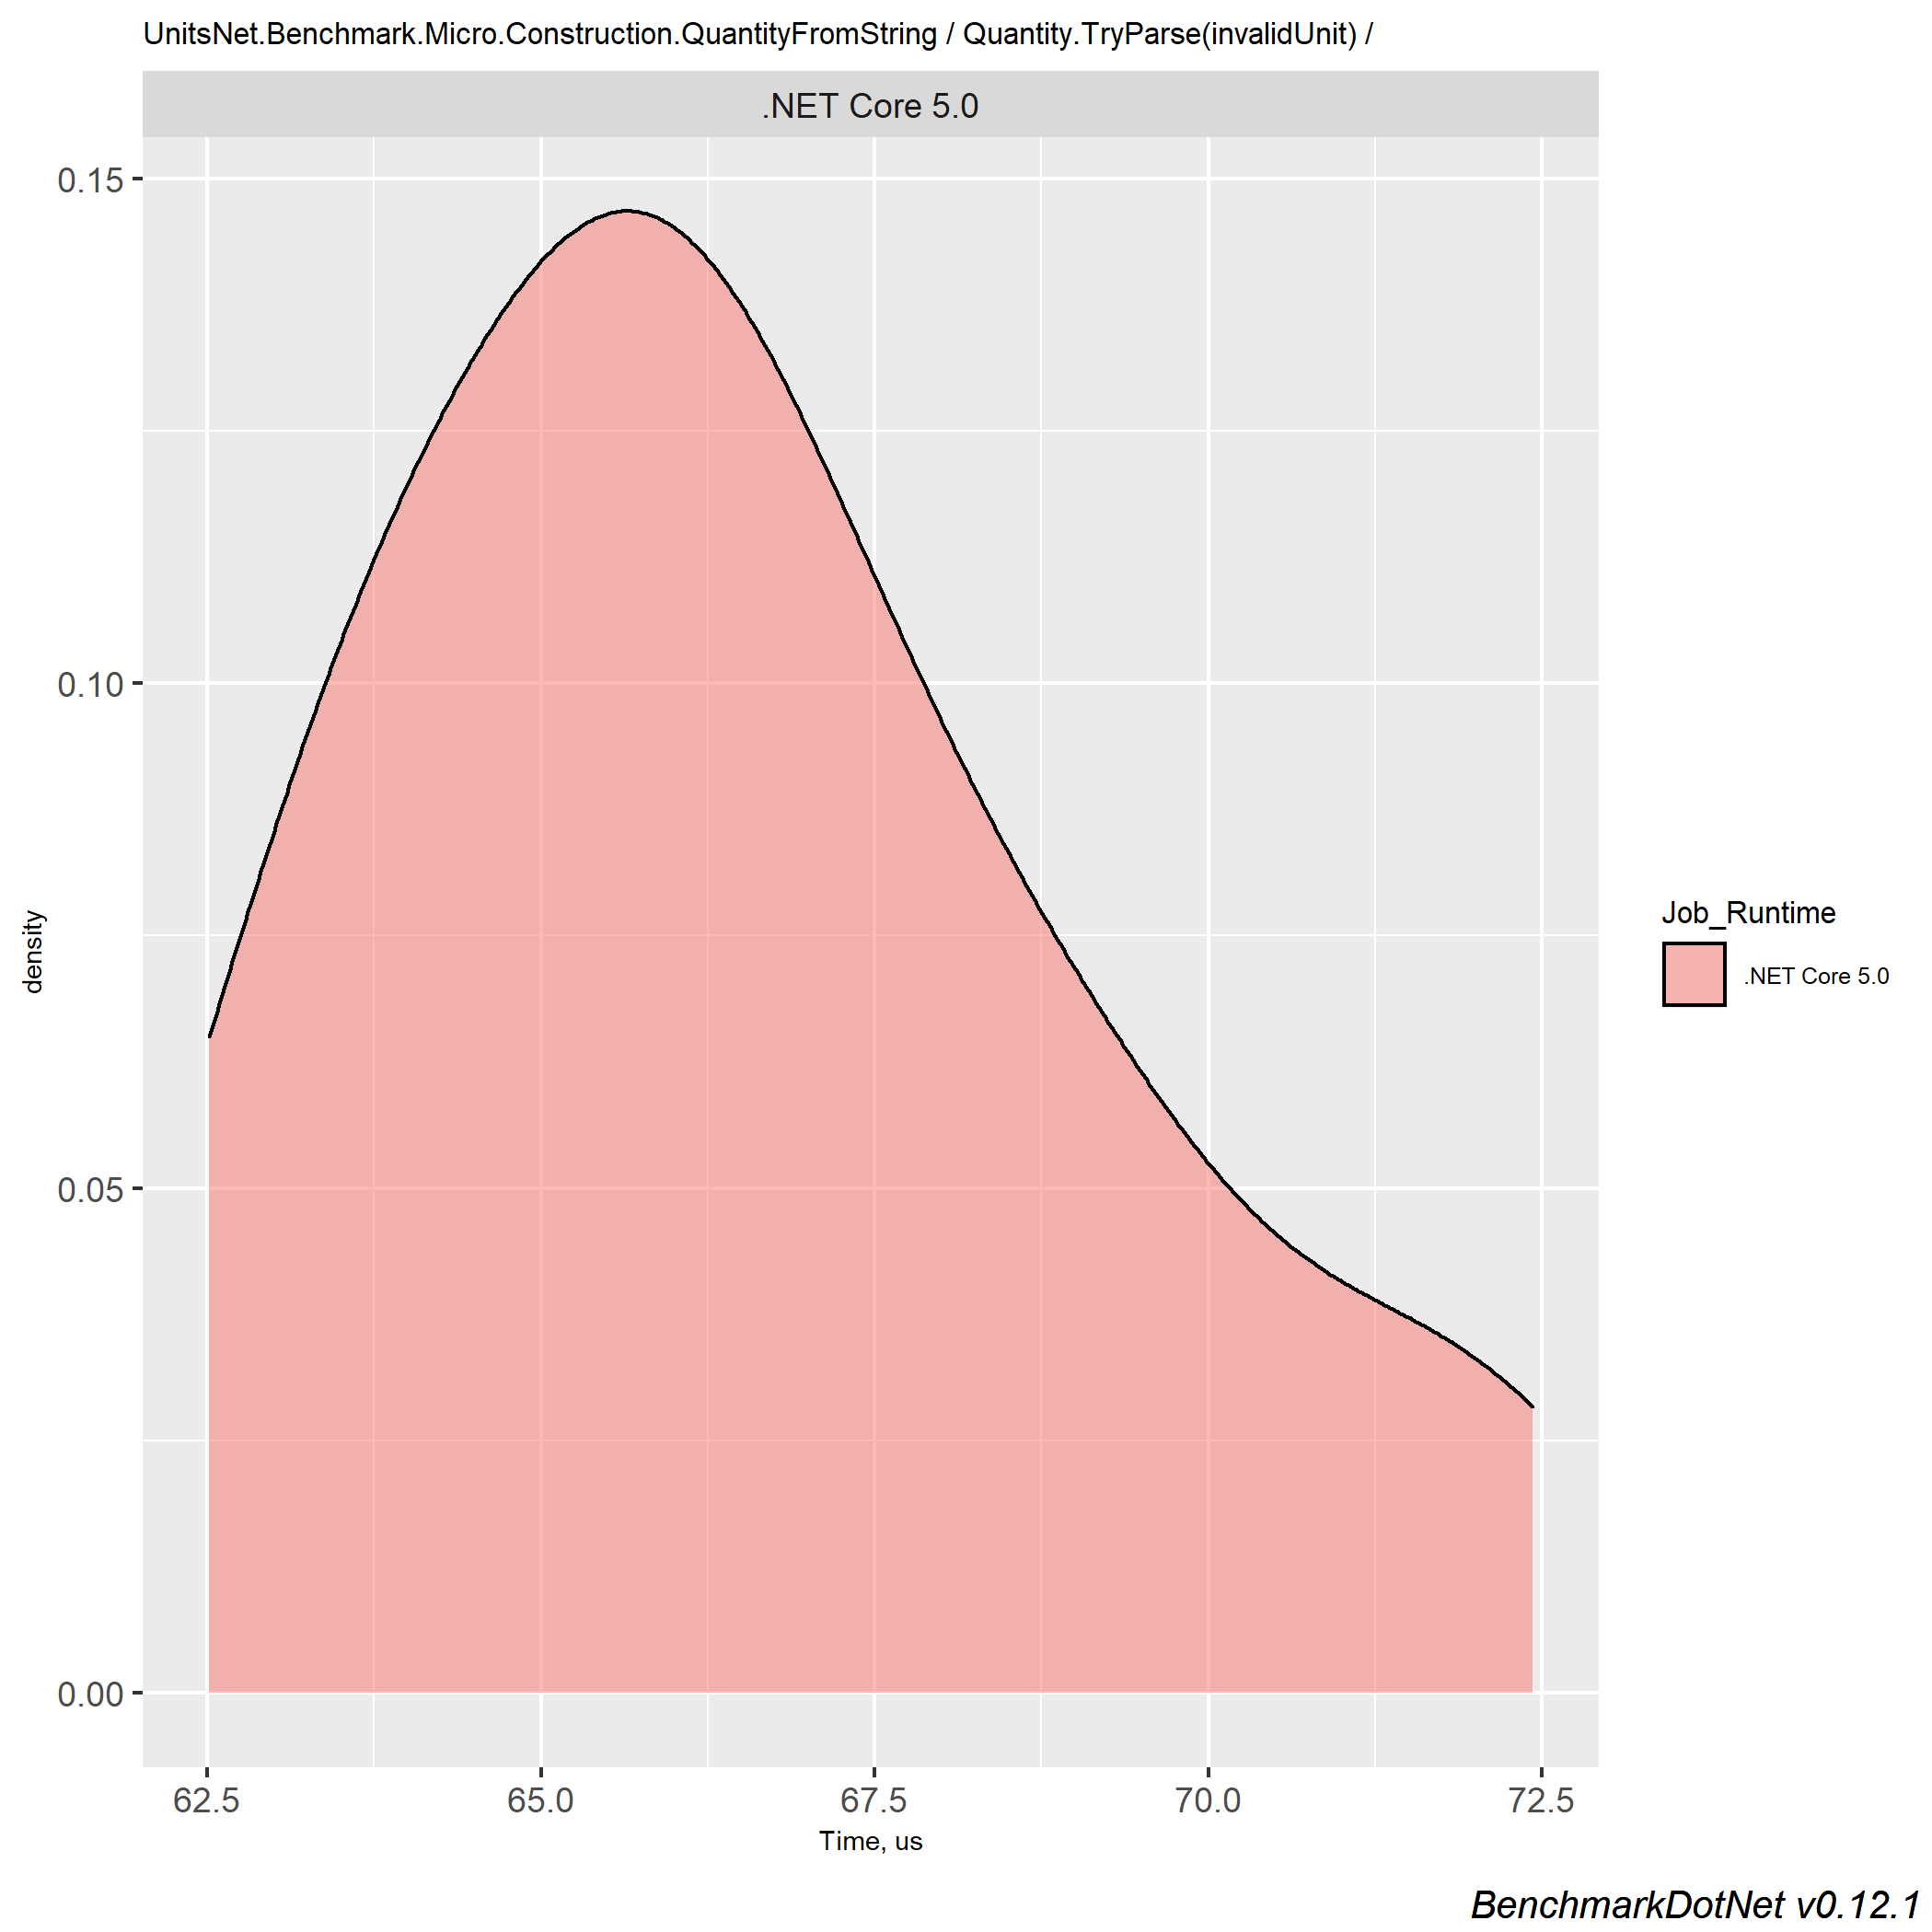 UnitsNet.Benchmark.Micro.Construction.QuantityFromString / Quantity.TryParse(invalidUnit) /
.NET Core 5.0
0.15
0.10
0.05
0.00
density
62.5 65.0 67.5 70.0 72.5
Time, us
Job_Runtime
.NET Core 5.0
BenchmarkDotNet v0.12.1